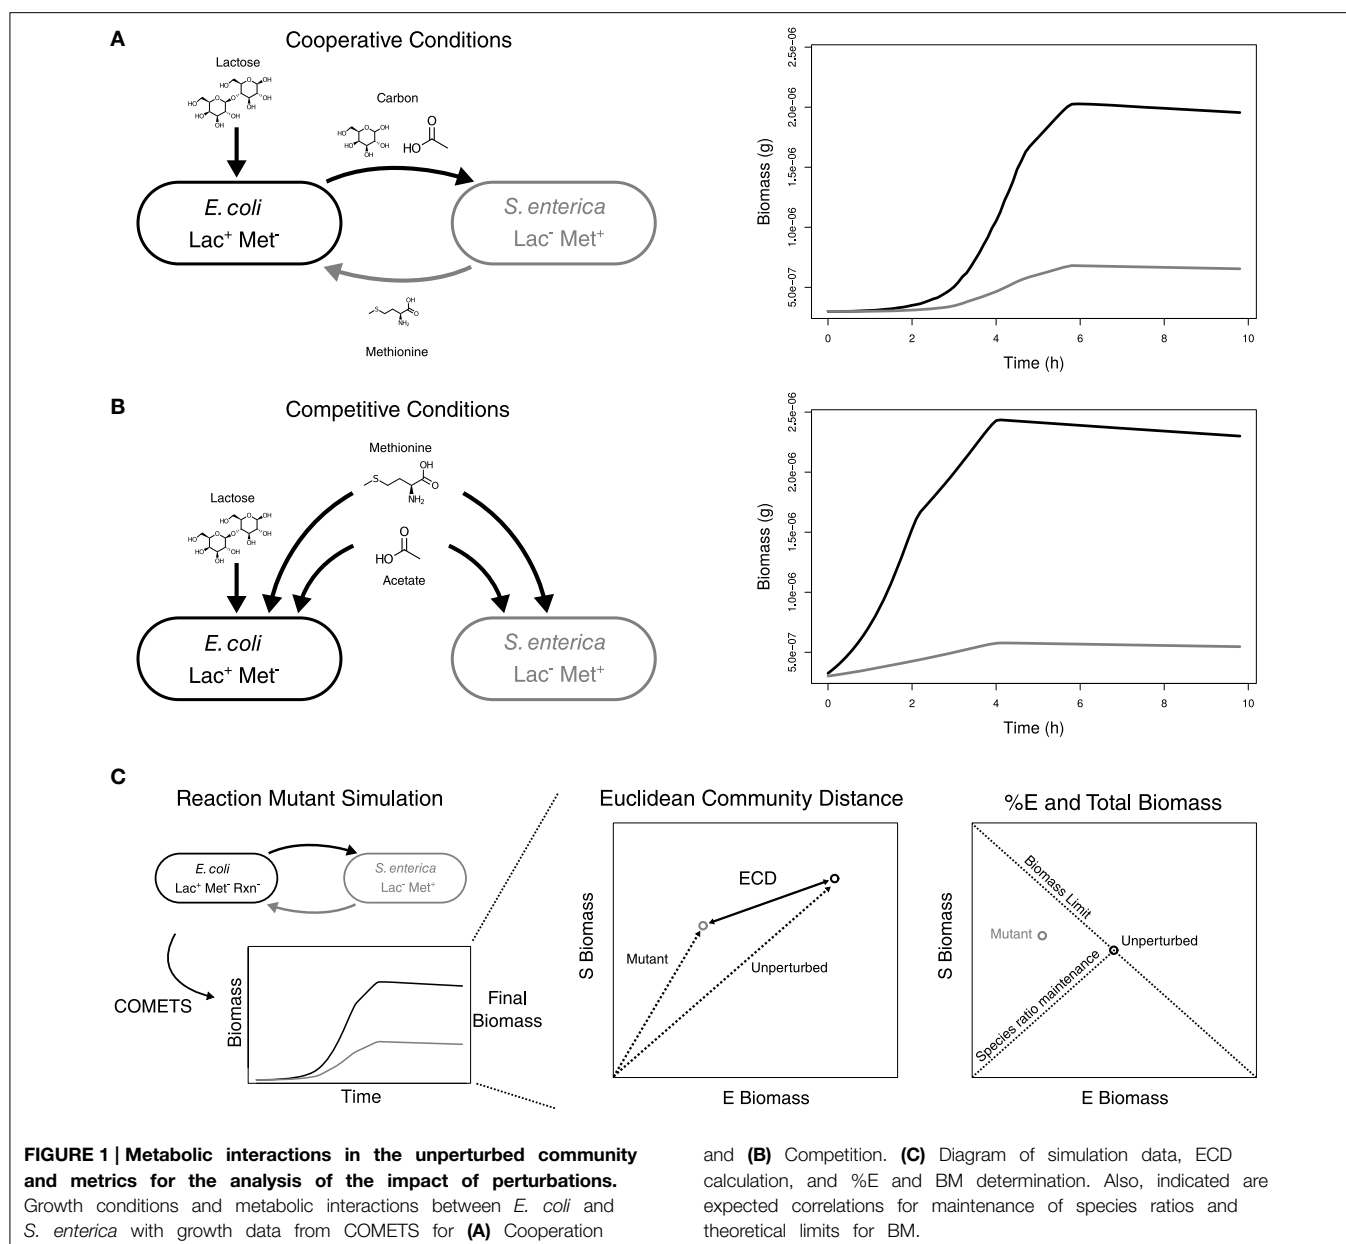 A
Cooperative Conditions
Lactose
Carbon
E. coli
Lac⁺ Met⁻
S. enterica
Lac⁻ Met⁺
Methionine
Biomass (g)
5.0e-07 1.0e-06 1.5e-06 2.0e-06 2.5e-06
0 2 4 6 8 10
Time (h)
B
Competitive Conditions
Methionine
Lactose
Acetate
E. coli
Lac⁺ Met⁻
S. enterica
Lac⁻ Met⁺
Biomass (g)
5.0e-07 1.0e-06 1.5e-06 2.0e-06 2.5e-06
0 2 4 6 8 10
Time (h)
C
Reaction Mutant Simulation
E. coli
Lac⁺ Met⁻ Rxn⁻
S. enterica
Lac⁻ Met⁺
COMETS
Biomass
Time
Final
Biomass
Euclidean Community Distance
S Biomass
ECD
Mutant
Unperturbed
E Biomass
%E and Total Biomass
S Biomass
Biomass Limit
Mutant
Unperturbed
Species ratio maintenance
E Biomass
FIGURE 1 | Metabolic interactions in the unperturbed community
and metrics for the analysis of the impact of perturbations.
Growth conditions and metabolic interactions between E. coli and
S. enterica with growth data from COMETS for (A) Cooperation
and (B) Competition. (C) Diagram of simulation data, ECD
calculation, and %E and BM determination. Also, indicated are
expected correlations for maintenance of species ratios and
theoretical limits for BM.